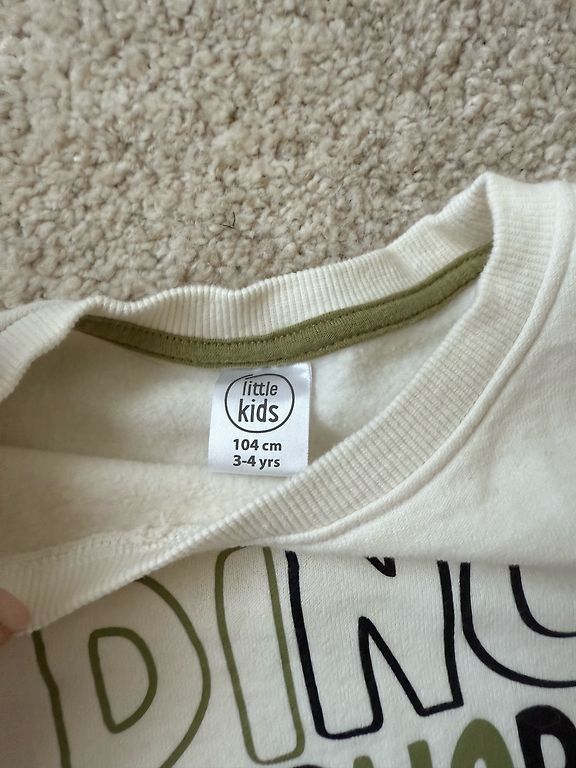 little
kids
104 cm
3-4 yrs
DINO